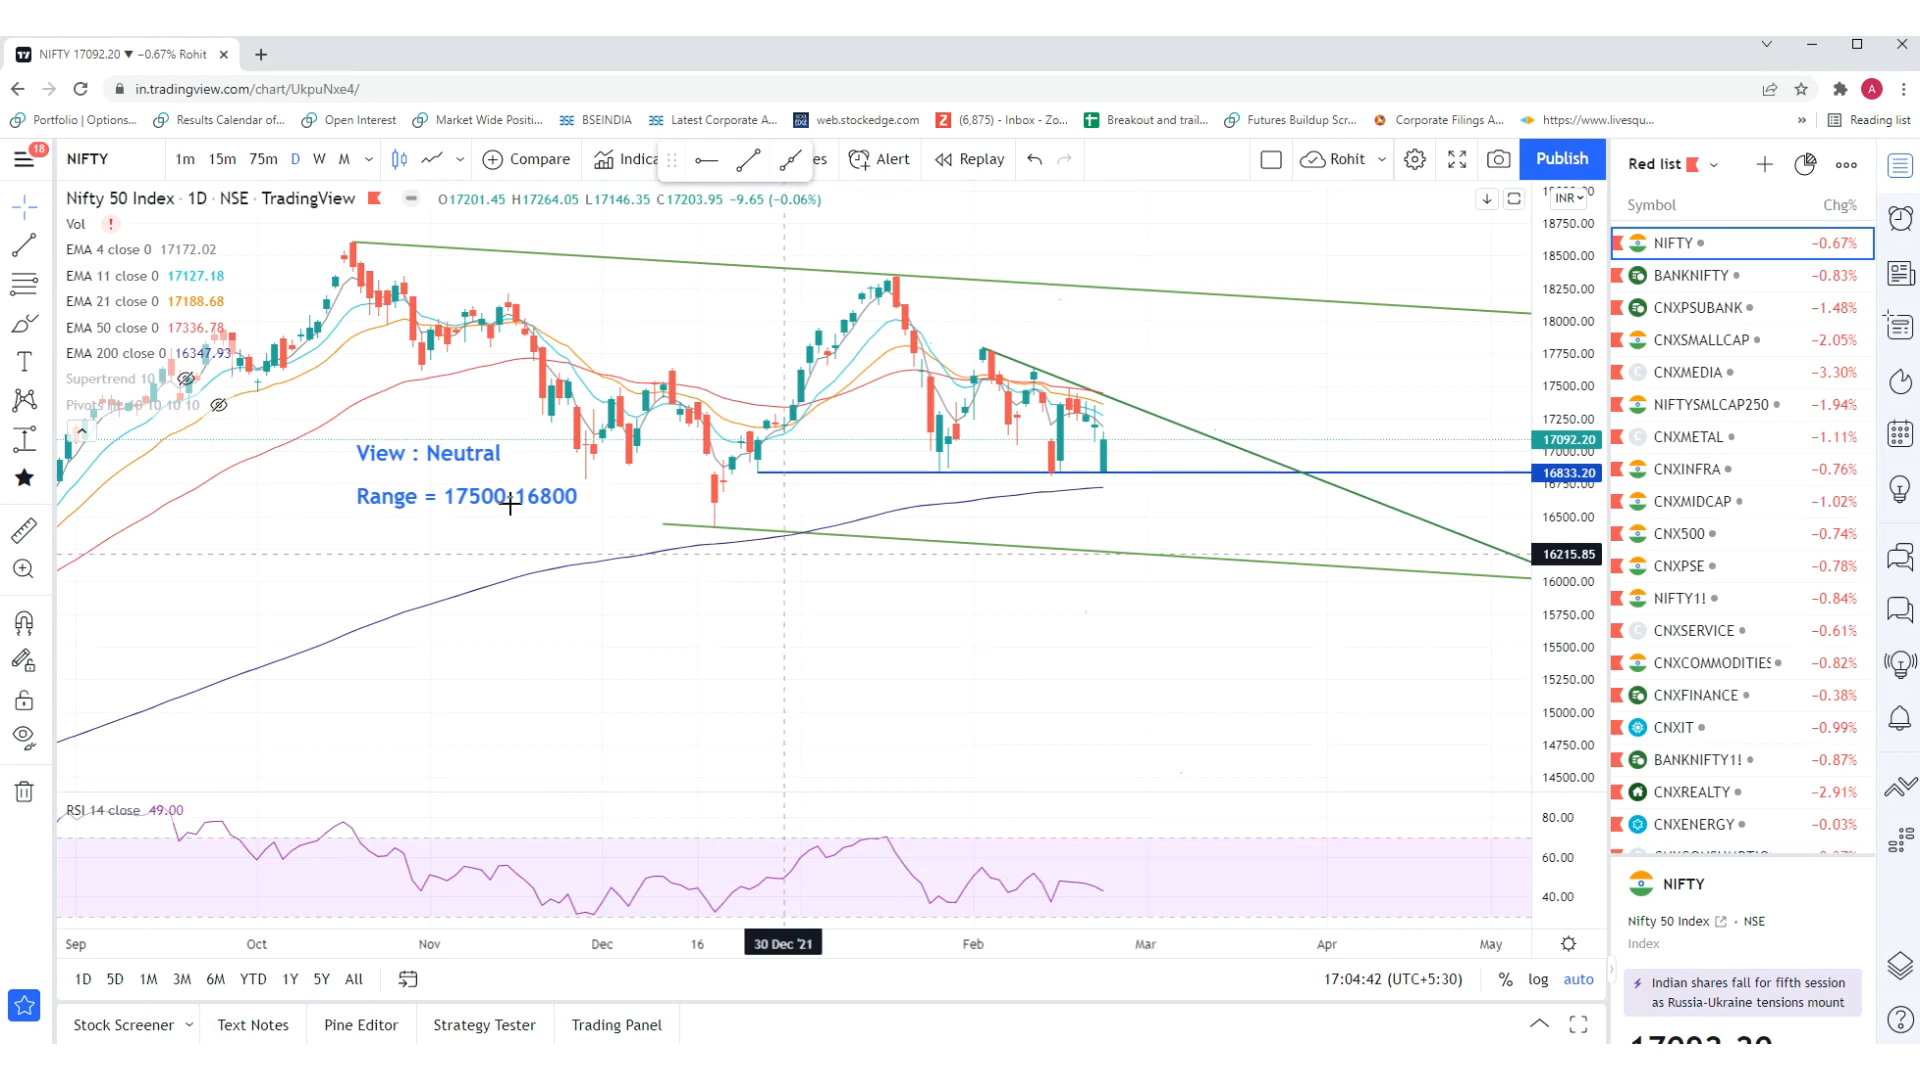 NIFTY 17092.20 ▼ −0.67% Rohit
in.tradingview.com/chart/UkpuNxe4/
A
Portfolio | Options... Results Calendar of... Open Interest Market Wide Positi... BSEINDIA Latest Corporate A... web.stockedge.com (6,875) - Inbox - Zo... Breakout and trail... Futures Buildup Scr... Corporate Filings A... https://www.livesqu... » Reading list
18 NIFTY 1m 15m 75m D W M Compare Indica es Alert Replay Rohit Publish
Red list
Nifty 50 Index · 1D · NSE · TradingView O17201.45 H17264.05 L17146.35 C17203.95 −9.65 (−0.06%)
INR
Symbol Chg%
Vol !
EMA 4 close 0 17172.02
EMA 11 close 0 17127.18
EMA 21 close 0 17188.68
EMA 50 close 0 17336.78
EMA 200 close 0 16347.93
Supertrend 10
View : Neutral
Range = 17500-16800
18750.00
18500.00
18250.00
18000.00
17750.00
17500.00
17250.00
17092.20
17000.00
16833.20
16750.00
16500.00
16215.85
16000.00
15750.00
15500.00
15250.00
15000.00
14750.00
14500.00
RSI 14 close 49.00
80.00
60.00
40.00
Sep Oct Nov Dec 16 30 Dec '21 Feb Mar Apr May
1D 5D 1M 3M 6M YTD 1Y 5Y All 17:04:42 (UTC+5:30) % log auto
Stock Screener Text Notes Pine Editor Strategy Tester Trading Panel
NIFTY −0.67%
BANKNIFTY −0.83%
CNXPSUBANK −1.48%
CNXSMALLCAP −2.05%
CNXMEDIA −3.30%
NIFTYSMLCAP250 −1.94%
CNXMETAL −1.11%
CNXINFRA −0.76%
CNXMIDCAP −1.02%
CNX500 −0.74%
CNXPSE −0.78%
NIFTY1! −0.84%
CNXSERVICE −0.61%
CNXCOMMODITIES −0.82%
CNXFINANCE −0.38%
CNXIT −0.99%
BANKNIFTY1! −0.87%
CNXREALTY −2.91%
CNXENERGY −0.03%
NIFTY
Nifty 50 Index • NSE
Index
Indian shares fall for fifth session
as Russia-Ukraine tensions mount
17092.20